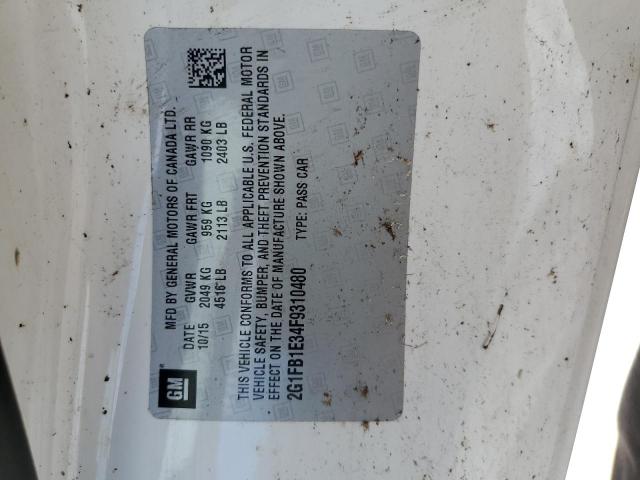 MFD BY GENERAL MOTORS OF CANADA LTD.
DATE GVWR GAWR FRT GAWR RR
10/15 2049 KG 959 KG 1090 KG
4516 LB 2113 LB 2403 LB
THIS VEHICLE CONFORMS TO ALL APPLICABLE U.S. FEDERAL MOTOR
VEHICLE SAFETY, BUMPER, AND THEFT PREVENTION STANDARDS IN
EFFECT ON THE DATE OF MANUFACTURE SHOWN ABOVE.
2G1FB1E34F9310480 TYPE: PASS CAR
GM